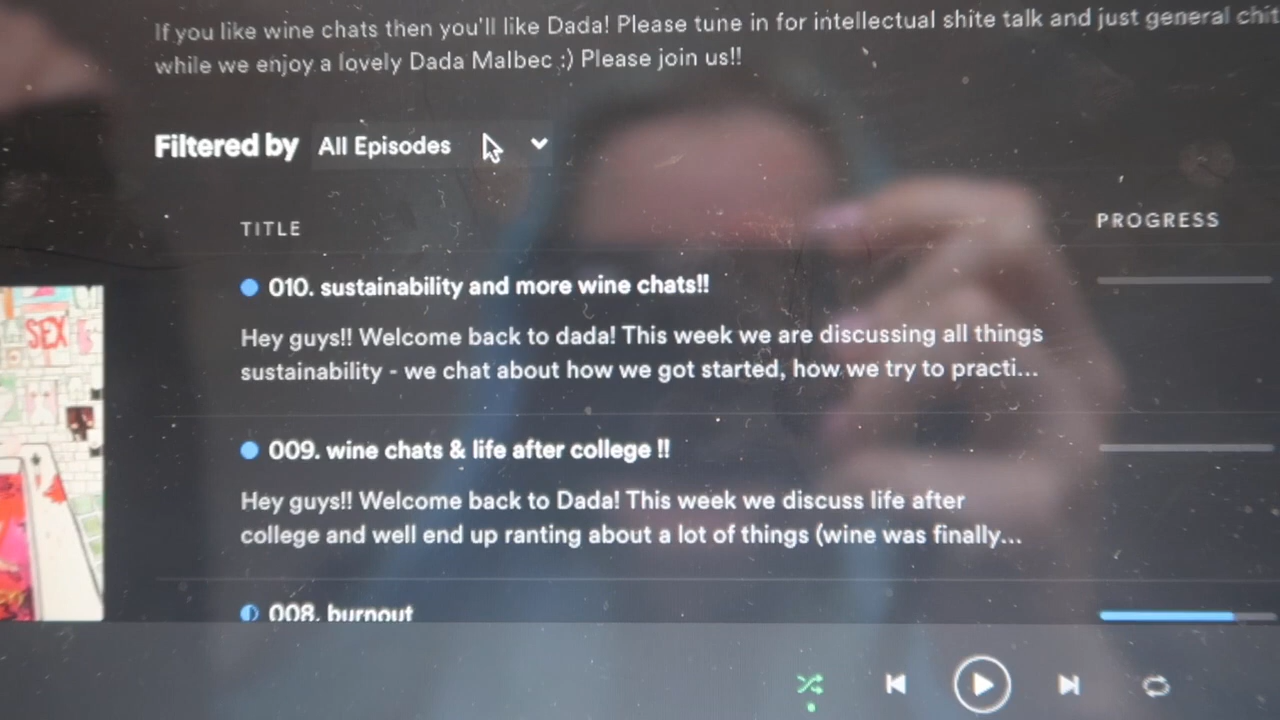 If you like wine chats then you'll like Dada! Please tune in for intellectual shite talk and just general chit
while we enjoy a lovely Dada Malbec :) Please join us!!
Filtered by All Episodes
TITLE PROGRESS
010. sustainability and more wine chats!!
Hey guys!! Welcome back to dada! This week we are discussing all things
sustainability - we chat about how we got started, how we try to practi...
SEX
009. wine chats & life after college !!
Hey guys!! Welcome back to Dada! This week we discuss life after
college and well end up ranting about a lot of things (wine was finally...
008. burnout